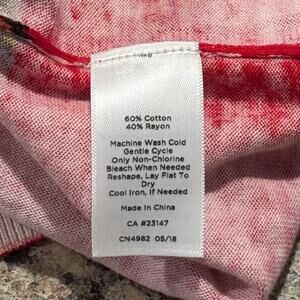 60% Cotton
40% Rayon
Machine Wash Cold
Gentle Cycle
Only Non-Chlorine
Bleach When Needed
Reshape, Lay Flat To
Dry
Cool Iron, If Needed
Made in China
CA #23147
CN4982 05/18